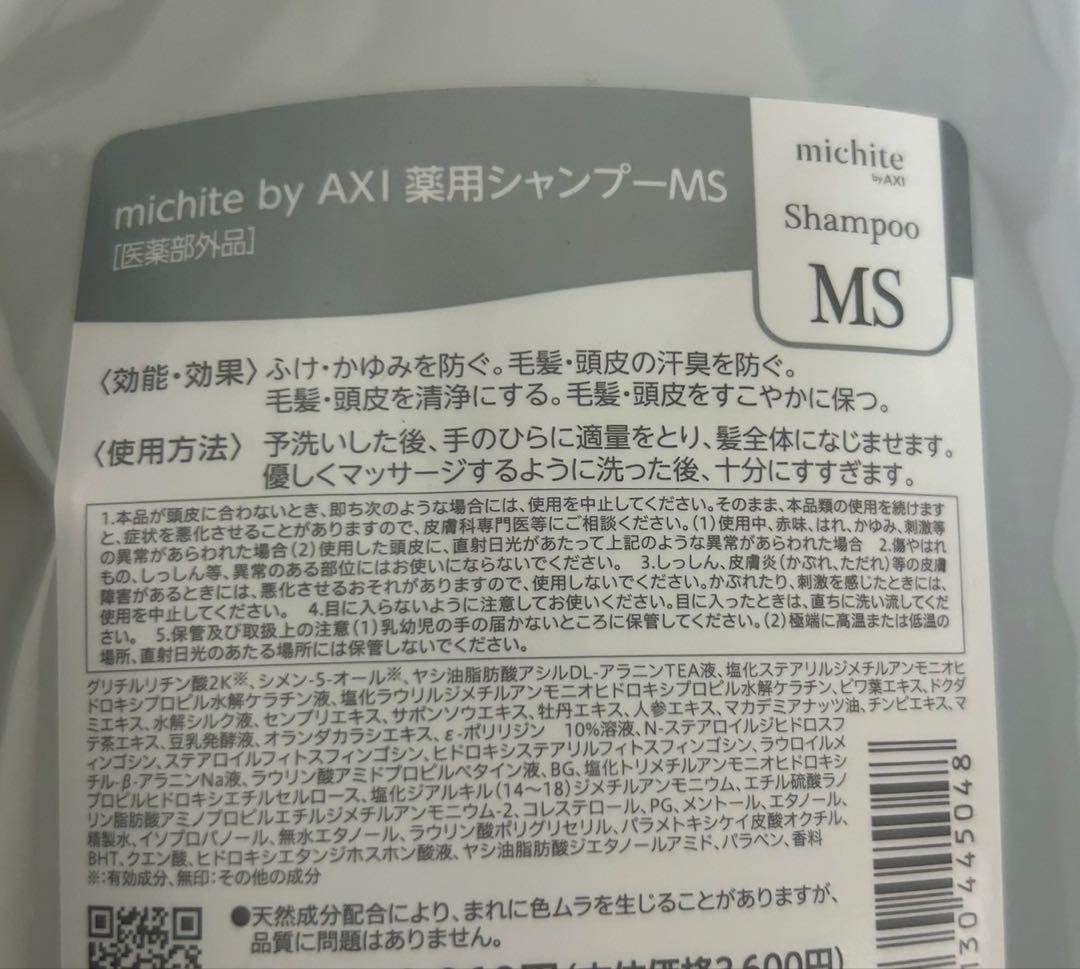 michite by AXI 薬用シャンプーMS
[医薬部外品]
michite
by AXI
Shampoo
MS
〈効能・効果〉ふけ・かゆみを防ぐ。毛髪・頭皮の汗臭を防ぐ。
毛髪・頭皮を清浄にする。毛髪・頭皮をすこやかに保つ。
〈使用方法〉予洗いした後、手のひらに適量をとり、髪全体になじませます。
優しくマッサージするように洗った後、十分にすすぎます。
1.本品が頭皮に合わないとき、即ち次のような場合には、使用を中止してください。そのまま、本品類の使用を続けます
と、症状を悪化させることがありますので、皮膚科専門医等にご相談ください。(1)使用中、赤味、はれ、かゆみ、刺激等
の異常があらわれた場合(2)使用した頭皮に、直射日光があたって上記のような異常があらわれた場合 2.傷やはれ
もの、しっしん等、異常のある部位にはお使いにならないでください。 3.しっしん、皮膚炎(かぶれ、ただれ)等の皮膚
障害があるときには、悪化させるおそれがありますので、使用しないでください。かぶれたり、刺激を感じたときには、
使用を中止してください。 4.目に入らないように注意してお使いください。目に入ったときは、直ちに洗い流してくだ
さい。 5.保管及び取扱上の注意(1)乳幼児の手の届かないところに保管してください。(2)極端に高温または低温の
場所、直射日光のあたる場所には保管しないでください。
グリチルリチン酸2K※、シメン-5-オール※、ヤシ油脂肪酸アシルDL-アラニンTEA液、塩化ステアリルジメチルアンモニオヒ
ドロキシプロピル水解ケラチン液、塩化ラウリルジメチルアンモニオヒドロキシプロピル水解ケラチン、ビワ葉エキス、ドクダ
ミエキス、水解シルク液、センブリエキス、サボンソウエキス、牡丹エキス、人参エキス、マカデミアナッツ油、チンピエキス、マ
テ茶エキス、豆乳発酵液、オランダカラシエキス、ε-ポリリジン 10%溶液、N-ステアロイルジヒドロスフ
ィンゴシン、ステアロイルフィトスフィンゴシン、ヒドロキシステアリルフィトスフィンゴシン、ラウロイルメ
チル-β-アラニンNa液、ラウリン酸アミドプロピルベタイン液、BG、塩化トリメチルアンモニオヒドロキシ
プロピルヒドロキシエチルセルロース、塩化ジアルキル(14〜18)ジメチルアンモニウム、エチル硫酸ラノ
リン脂肪酸アミノプロピルエチルジメチルアンモニウム-2、コレステロール、PG、メントール、エタノール、
精製水、イソプロパノール、無水エタノール、ラウリン酸ポリグリセリル、パラメトキシケイ皮酸オクチル、
BHT、クエン酸、ヒドロキシエタンジホスホン酸液、ヤシ油脂肪酸ジエタノールアミド、パラベン、香料
※:有効成分、無印:その他の成分
●天然成分配合により、まれに色ムラを生じることがありますが、
品質に問題はありません。
(本体価格3,600円)
130445048